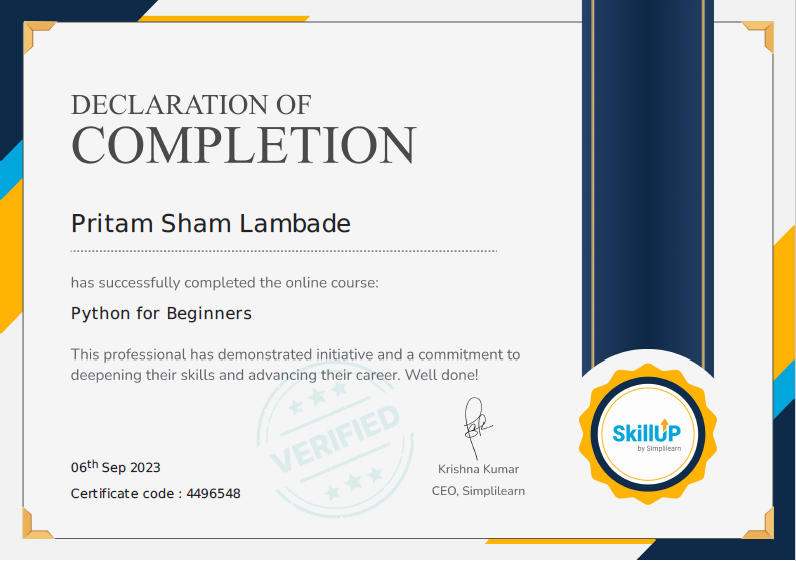 DECLARATION OF
COMPLETION
Pritam Sham Lambade
has successfully completed the online course:
Python for Beginners
This professional has demonstrated initiative and a commitment to
deepening their skills and advancing their career. Well done!
VERIFIED
06th Sep 2023
Certificate code : 4496548
Krishna Kumar
CEO, Simplilearn
SkillUP
by Simplilearn